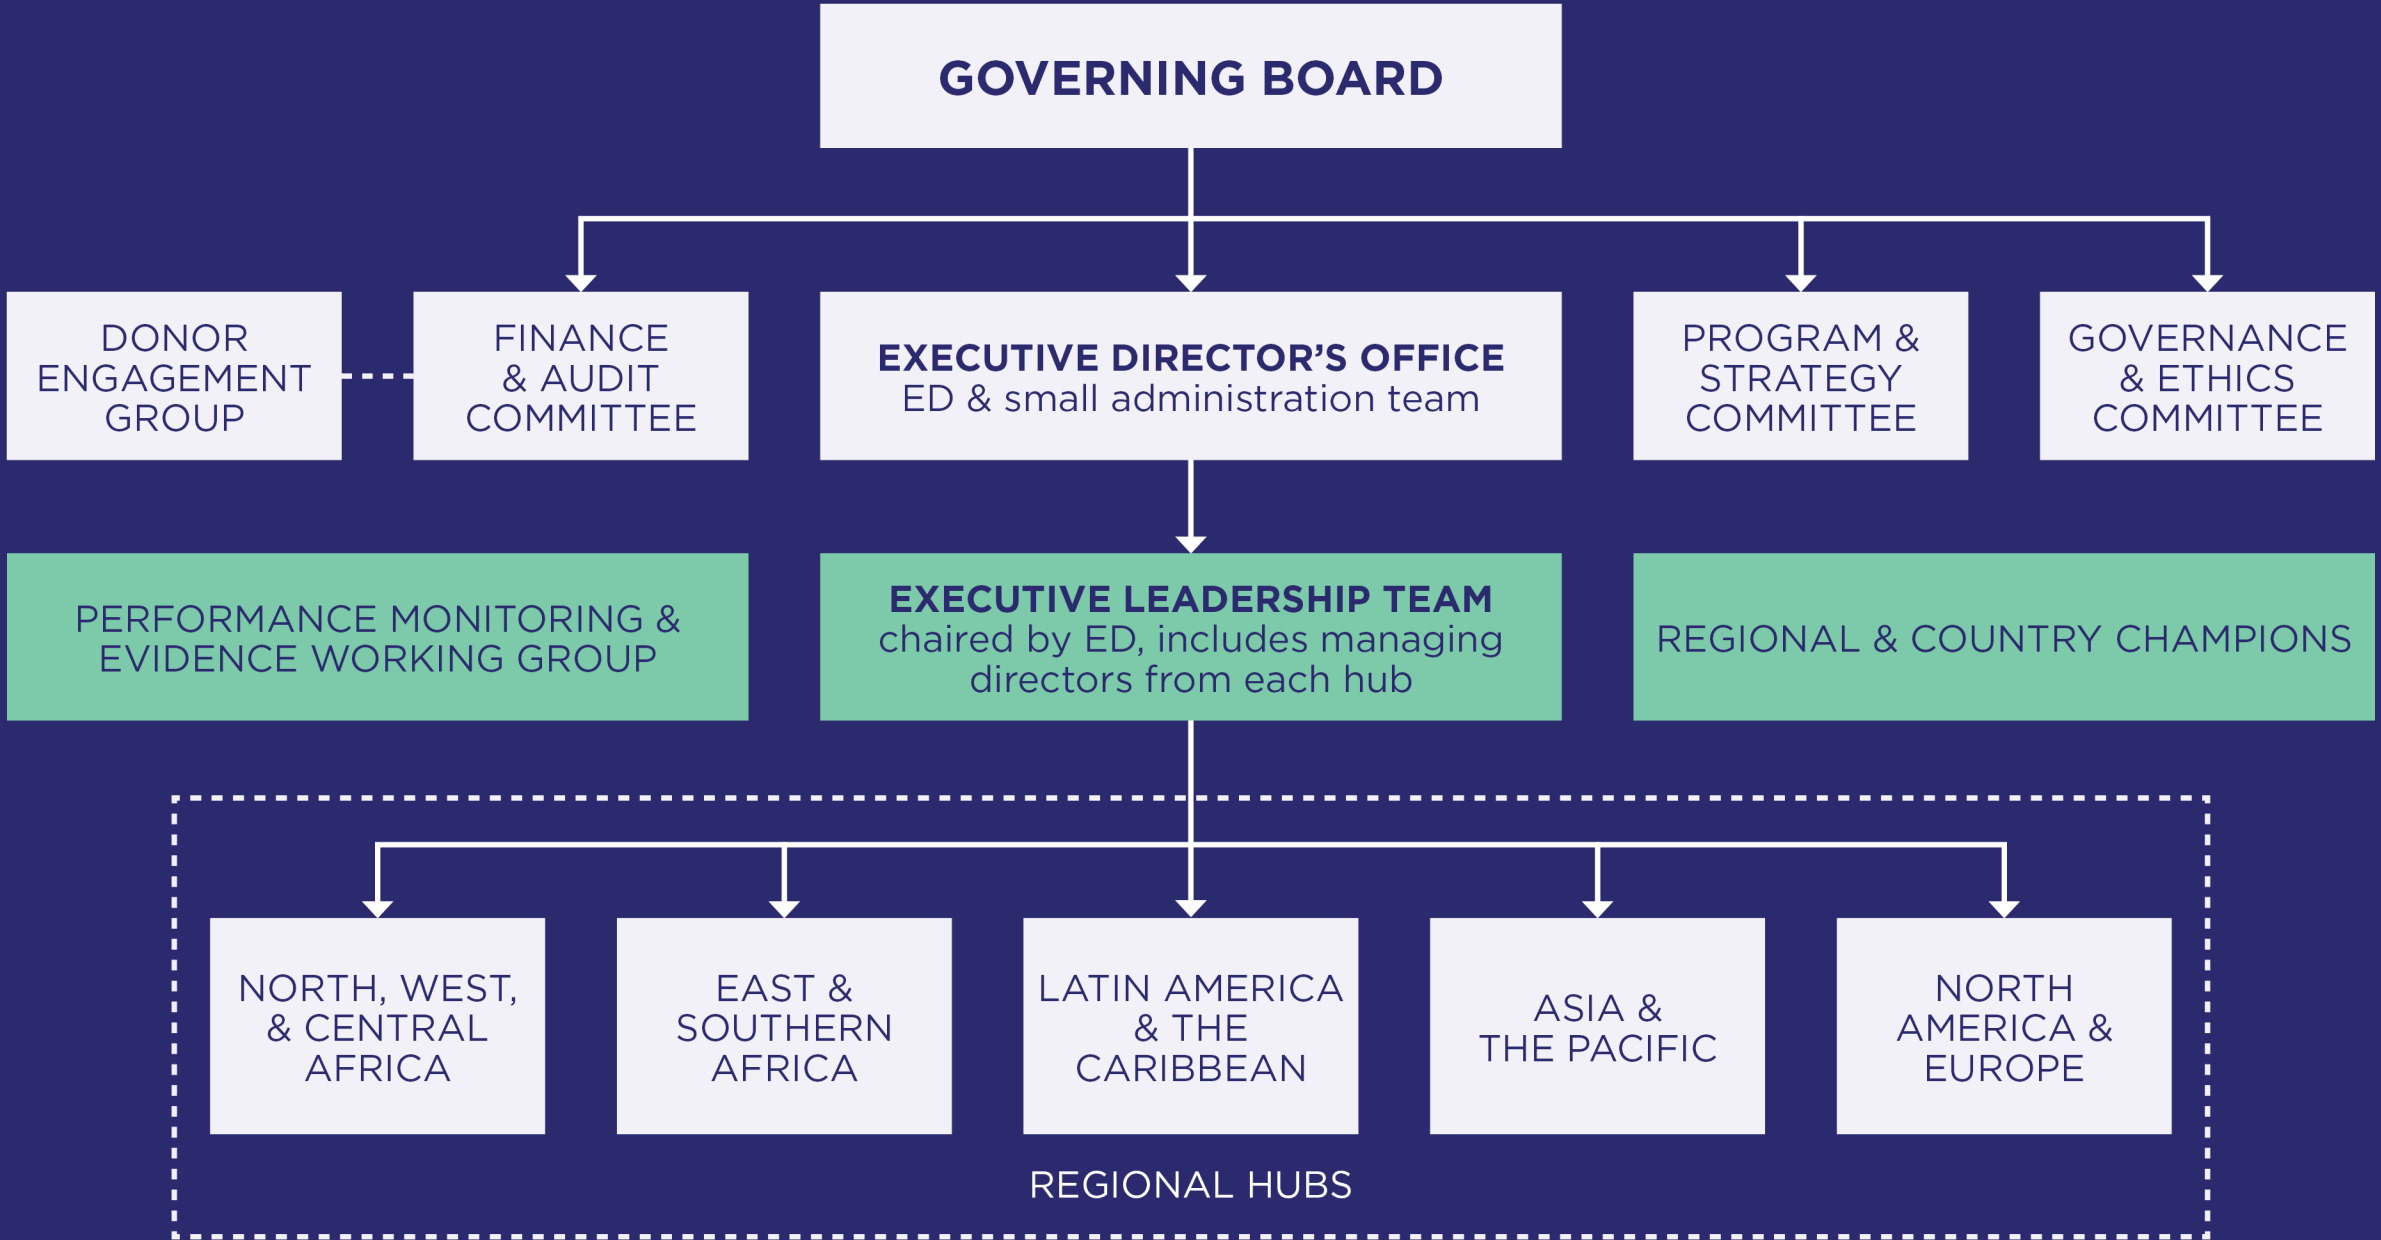 GOVERNING BOARD
DONOR
ENGAGEMENT
GROUP
FINANCE
& AUDIT
COMMITTEE
EXECUTIVE DIRECTOR’S OFFICE
ED & small administration team
PROGRAM &
STRATEGY
COMMITTEE
GOVERNANCE
& ETHICS
COMMITTEE
PERFORMANCE MONITORING &
EVIDENCE WORKING GROUP
EXECUTIVE LEADERSHIP TEAM
chaired by ED, includes managing
directors from each hub
REGIONAL & COUNTRY CHAMPIONS
NORTH, WEST,
& CENTRAL
AFRICA
EAST &
SOUTHERN
AFRICA
LATIN AMERICA
& THE
CARIBBEAN
ASIA &
THE PACIFIC
NORTH
AMERICA &
EUROPE
REGIONAL HUBS